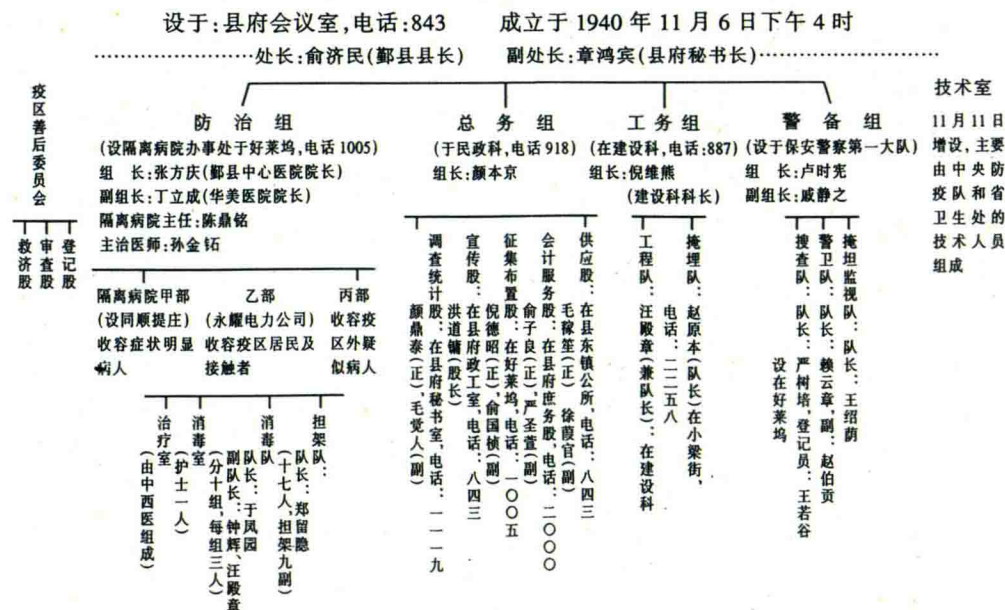 设于:县府会议室,电话:843 成立于 1940 年 11 月 6 日下午 4 时
处长:俞济民(鄞县县长) 副处长:章鸿宾(县府秘书长)
疫区善后委员会
登记股
审查股
救济股
防治组
(设隔离病院办事处于好莱坞,电话 1005)
组 长:张方庆(鄞县中心医院院长)
副组长:丁立成(华美医院院长)
隔离病院主任:陈鼎铭
主治医师:孙金钰
隔离病院甲部
(设同顺提庄)
收容症状明显
病人
乙部
(永耀电力公司)
收容疫区居民及
接触者
丙部
收容疫
区外疑
似病人
担架队:
队长:郑留隐
(十七人,担架九副)
消毒队
队长:于凤园
副队长:钟辉、汪殿章
(分十组,每组三人)
消毒室
(护士一人)
治疗室
(由中西医组成)
总务组
(于民政科,电话 918)
组长:颜本京
供应股:在县东镇公所,电话:八四三
毛稼笙(正) 徐葭官(副)
会计服务股:在县府庶务股,电话:二〇〇〇
俞子良(正),严圣萱(副)
征集布置股:在好莱坞,电话:一〇〇五
倪德昭(正),俞国桢(副)
宣传股:在县府政工室,电话:八四三
洪道镛(股长)
调查统计股:在县府秘书室,电话:一一一九
颜鼎泰(正),毛觉人(副)
工务组
(在建设科,电话:887)
组长:倪维熊
(建设科科长)
掩埋队:赵原本(队长)在小梁街,
电话:二二五八
工程队:汪殿章(兼队长):在建设科
警备组
(设于保安警察第一大队)
组 长:卢时宪
副组长:戚静之
掩坦监视队:队长:王绍荫
警卫队:队长:赖云章,副:赵伯贡
搜查队:队长:严树培,登记员:王若谷
设在好莱坞
技术室
11 月 11 日
增设,主要
由中央防
疫队和省
卫生处的
技术人员
组成